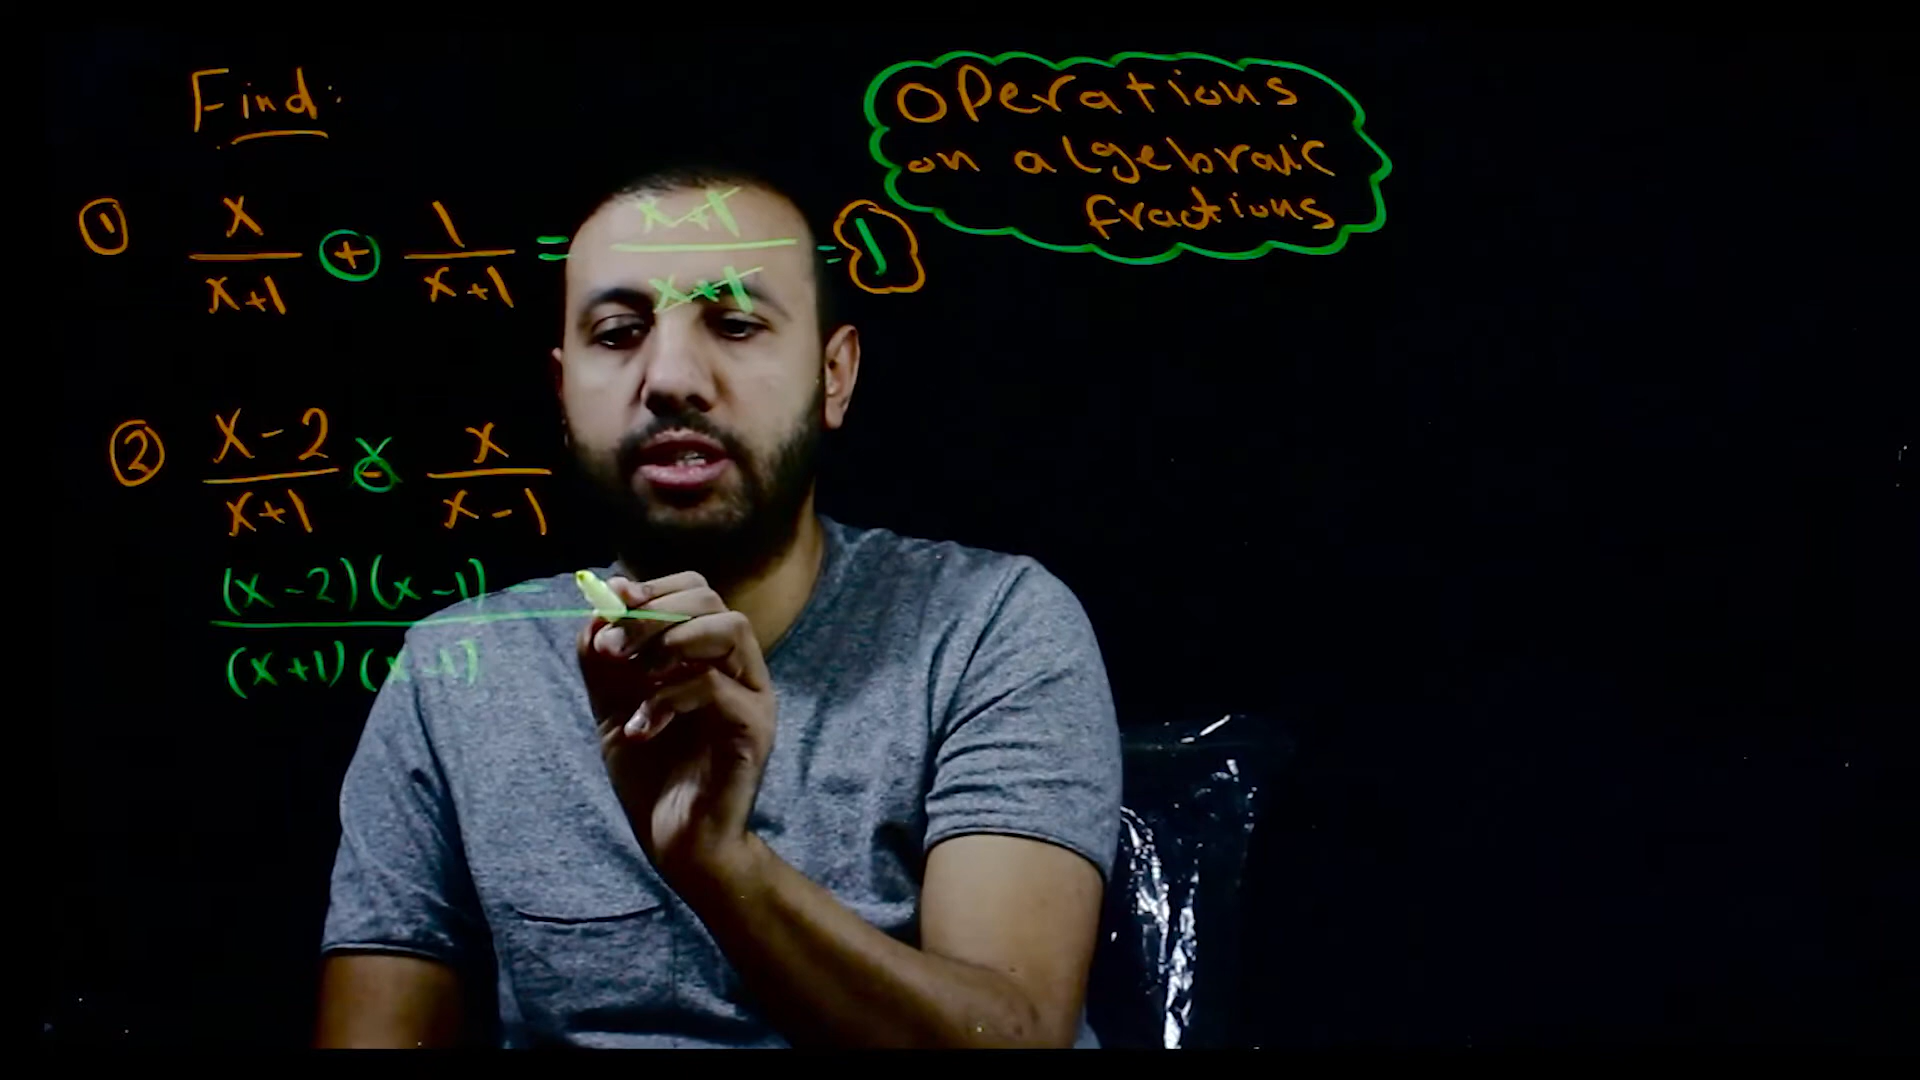 Find:
Operations
on algebraic
fractions
① x/(x+1) + 1/(x+1) = (x+1)/(x+1) = 1
② (x-2)/(x+1) - x/(x-1)
(x-2)(x-1) -
(x+1)(x-1)